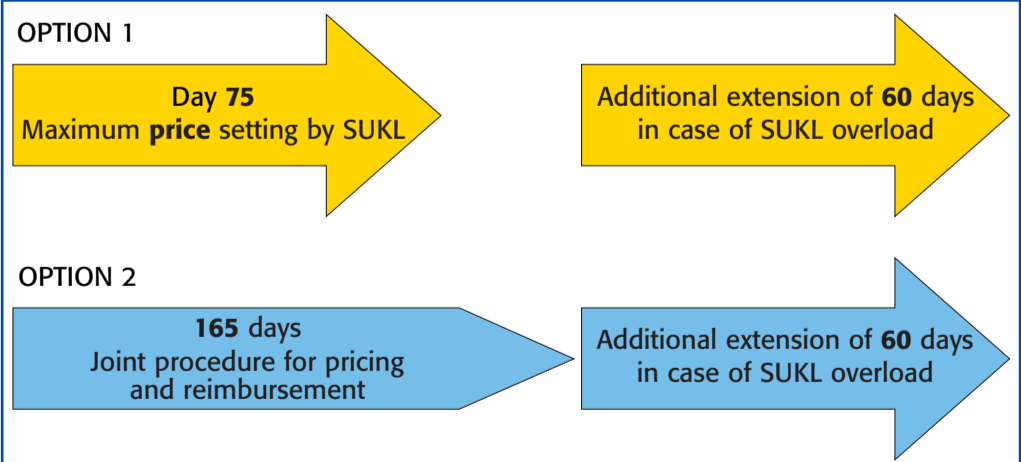 OPTION 1
Day 75
Maximum price setting by SUKL
Additional extension of 60 days
in case of SUKL overload
OPTION 2
165 days
Joint procedure for pricing
and reimbursement
Additional extension of 60 days
in case of SUKL overload